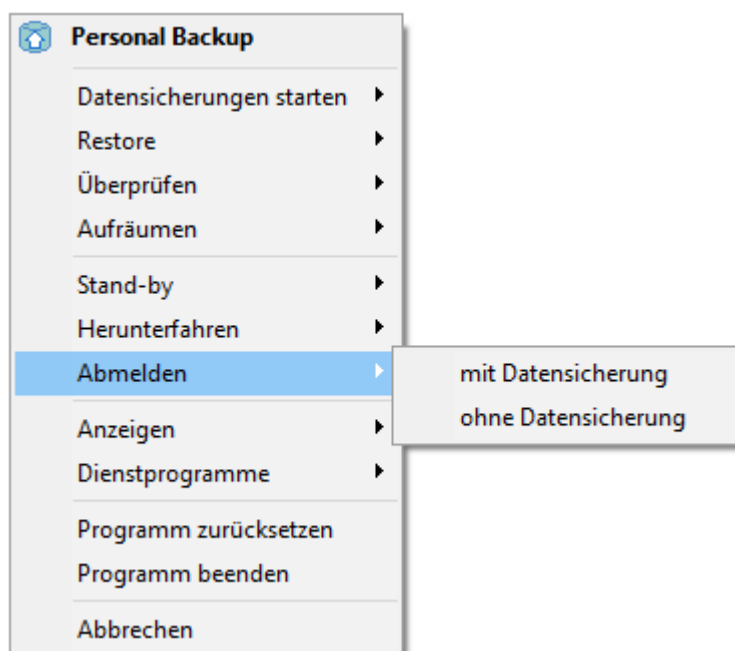 Personal Backup
Datensicherungen starten
Restore
Überprüfen
Aufräumen
Stand-by
Herunterfahren
Abmelden
mit Datensicherung
ohne Datensicherung
Anzeigen
Dienstprogramme
Programm zurücksetzen
Programm beenden
Abbrechen